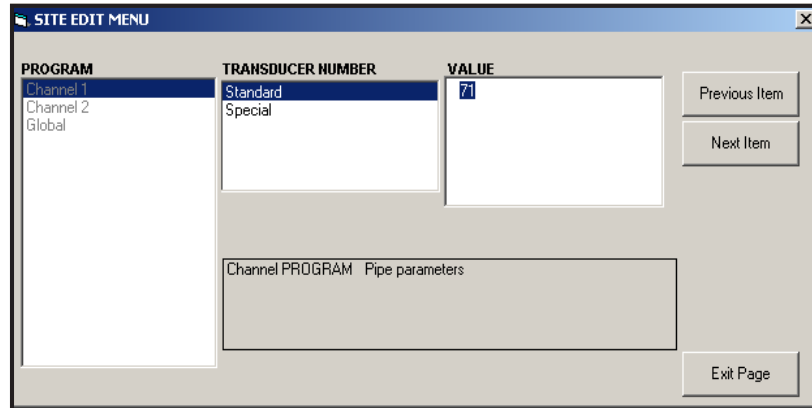 SITE EDIT MENU
PROGRAM
Channel 1
Channel 2
Global
TRANSDUCER NUMBER
Standard
Special
VALUE
71
Previous Item
Next Item
Channel PROGRAM Pipe parameters
Exit Page